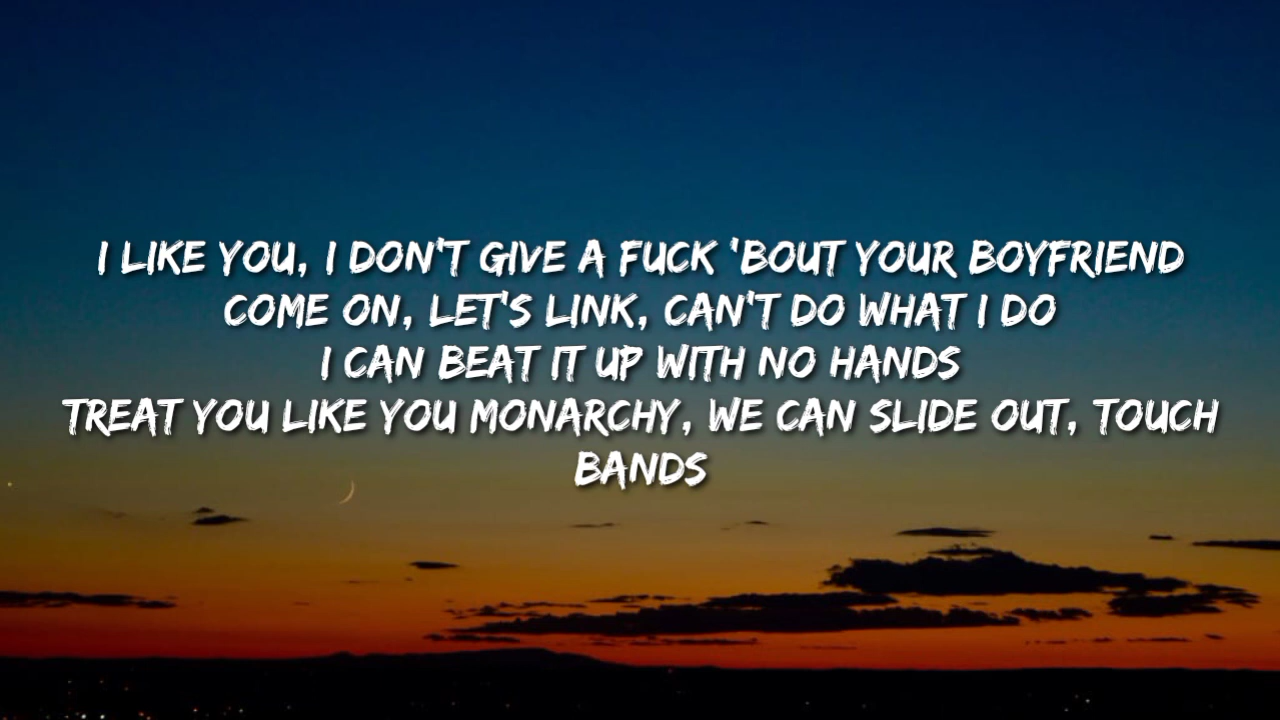 I LIKE YOU, I DON'T GIVE A FUCK 'BOUT YOUR BOYFRIEND
COME ON, LET'S LINK, CAN'T DO WHAT I DO
I CAN BEAT IT UP WITH NO HANDS
TREAT YOU LIKE YOU MONARCHY, WE CAN SLIDE OUT, TOUCH
BANDS